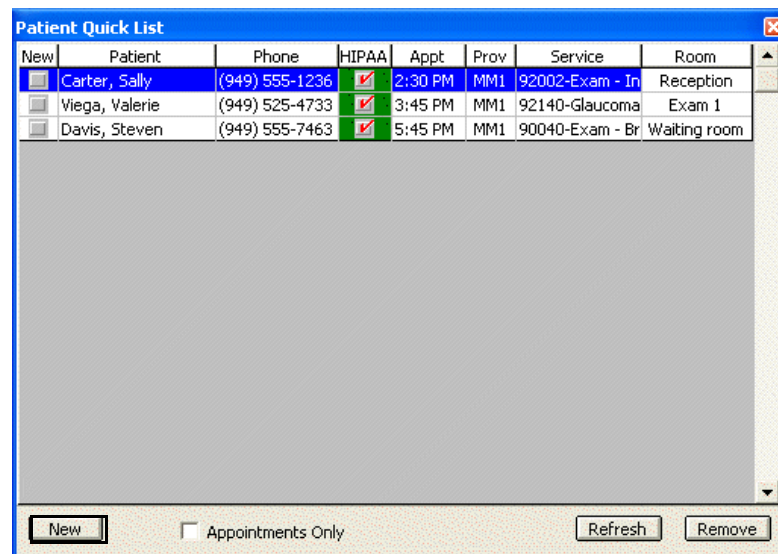 Patient Quick List
New Patient Phone HIPAA Appt Prov Service Room
Carter, Sally (949) 555-1236 2:30 PM MM1 92002-Exam - In Reception
Viega, Valerie (949) 525-4733 3:45 PM MM1 92140-Glaucoma Exam 1
Davis, Steven (949) 555-7463 5:45 PM MM1 90040-Exam - Br Waiting room
New Appointments Only Refresh Remove